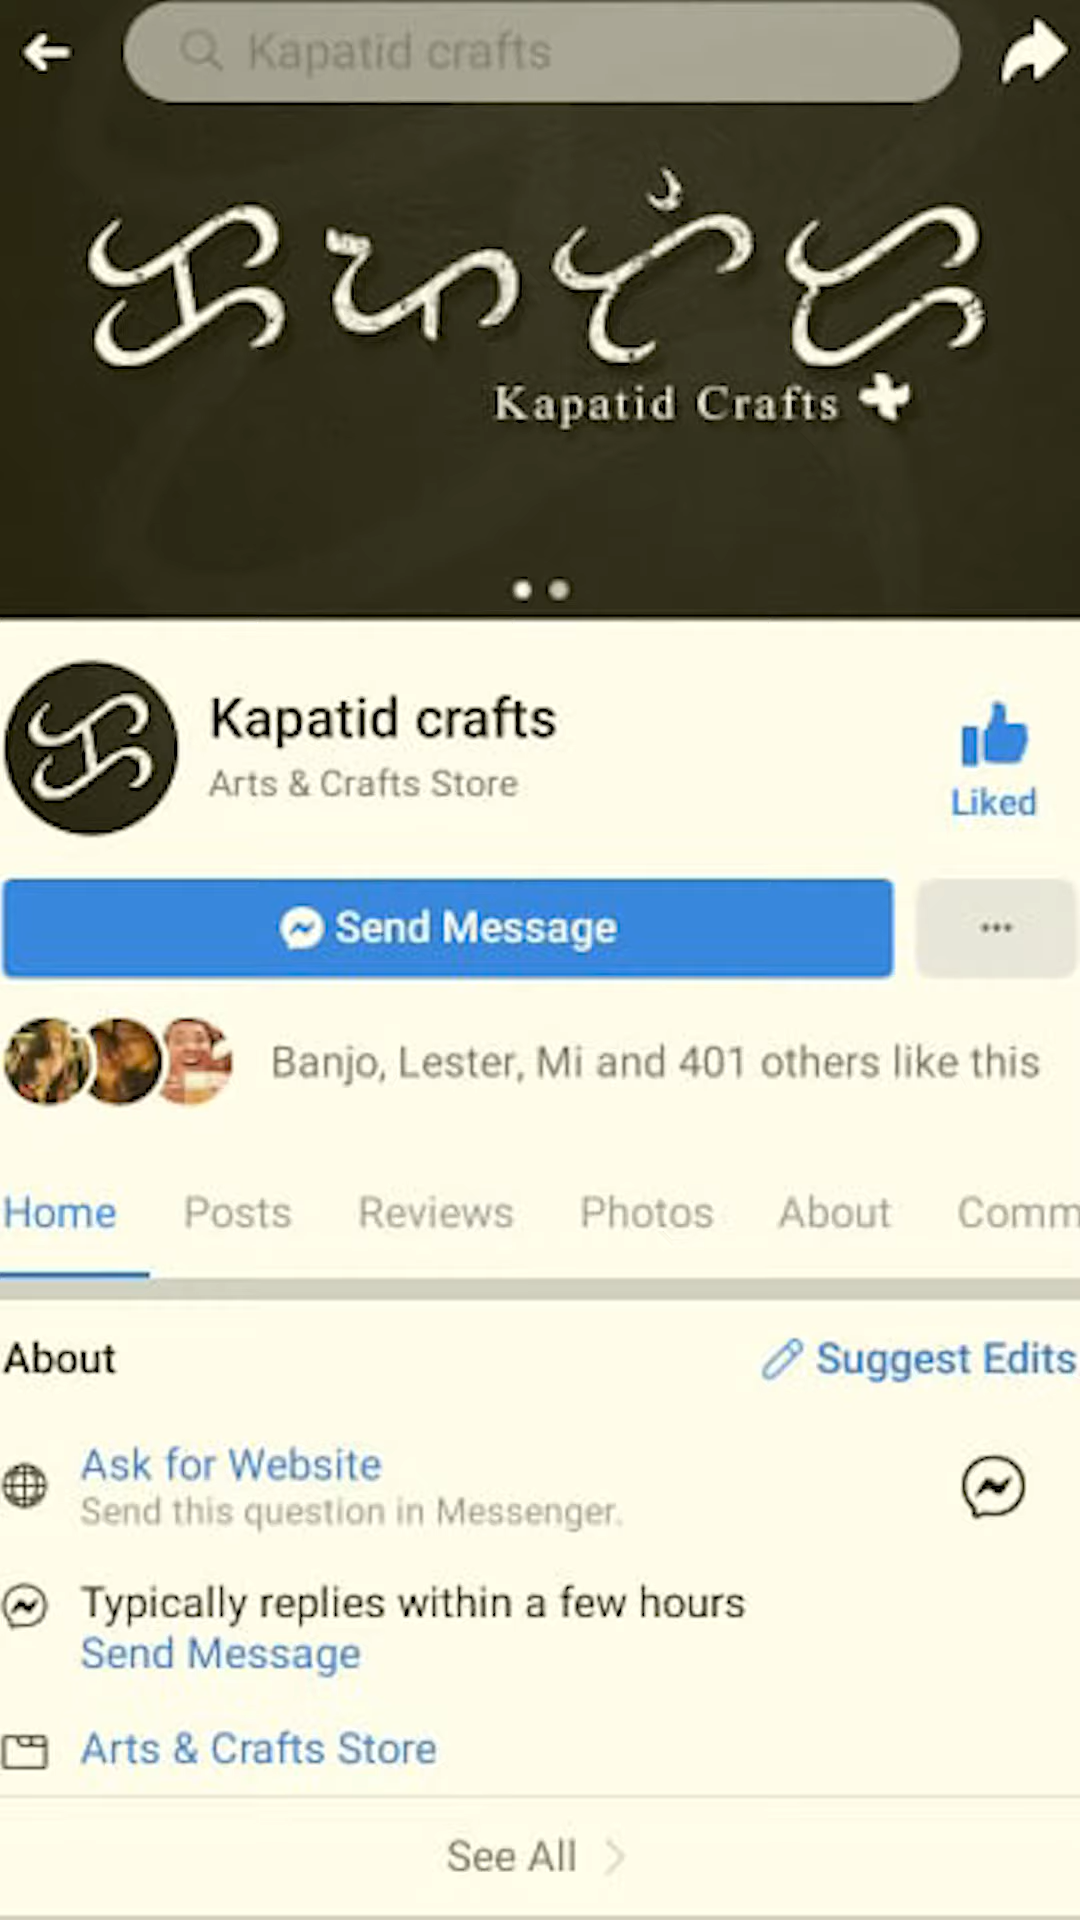 Kapatid crafts
ᜃᜉᜆᜒᜇ
Kapatid Crafts
Kapatid crafts
Arts & Crafts Store
Liked
Send Message
Banjo, Lester, Mi and 401 others like this
Home Posts Reviews Photos About Comm
About
Suggest Edits
Ask for Website
Send this question in Messenger.
Typically replies within a few hours
Send Message
Arts & Crafts Store
See All